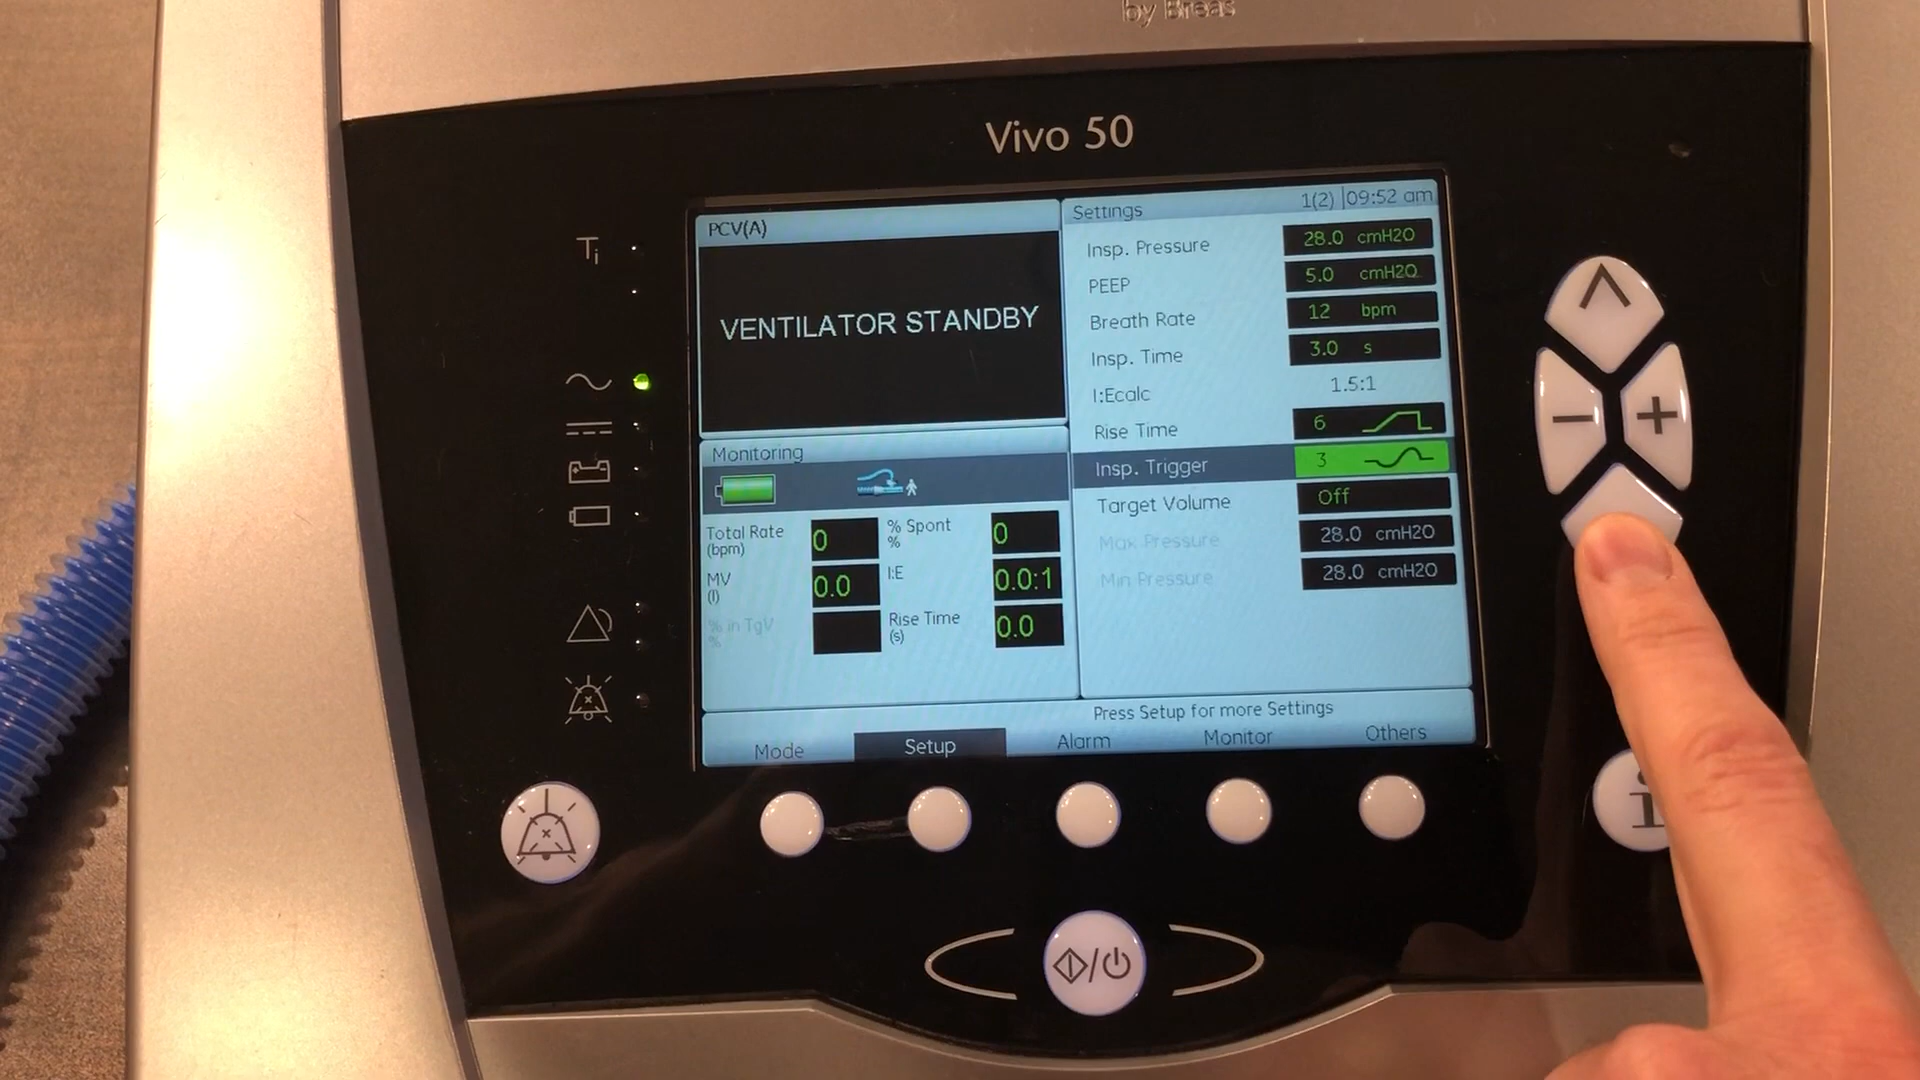 by Breas
Vivo 50
Ti
PCV(A)
VENTILATOR STANDBY
Monitoring
Total Rate
(bpm)
0
% Spont
%
0
MV
(l)
0.0
I:E
0.0:1
% in TgV
%
Rise Time
(s)
0.0
Settings 1(2) 09:52 am
Insp. Pressure 28.0 cmH2O
PEEP 5.0 cmH2O
Breath Rate 12 bpm
Insp. Time 3.0 s
I:Ecalc 1.5:1
Rise Time 6
Insp. Trigger 3
Target Volume Off
Max Pressure 28.0 cmH2O
Min Pressure 28.0 cmH2O
Press Setup for more Settings
Mode Setup Alarm Monitor Others
i